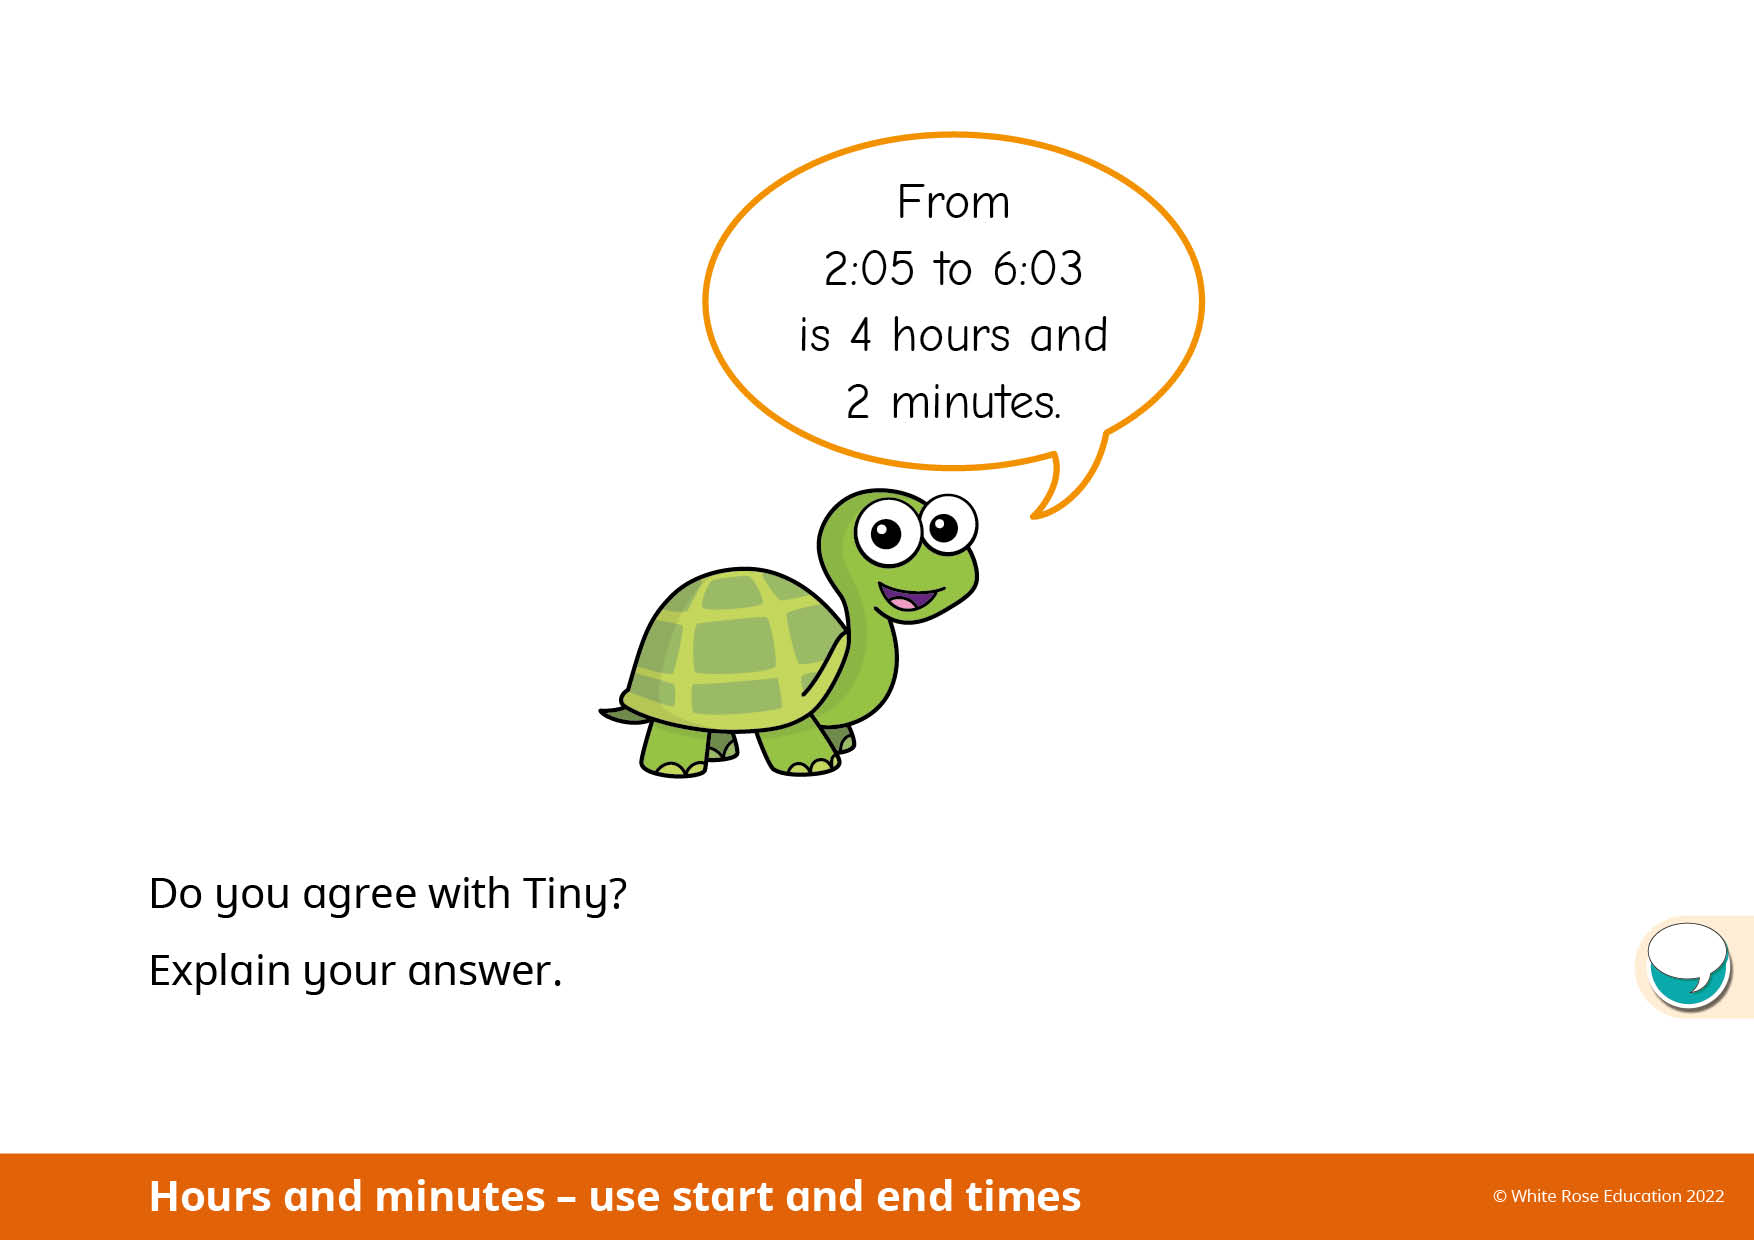 From
2:05 to 6:03
is 4 hours and
2 minutes.
Do you agree with Tiny?
Explain your answer.
Hours and minutes – use start and end times
© White Rose Education 2022